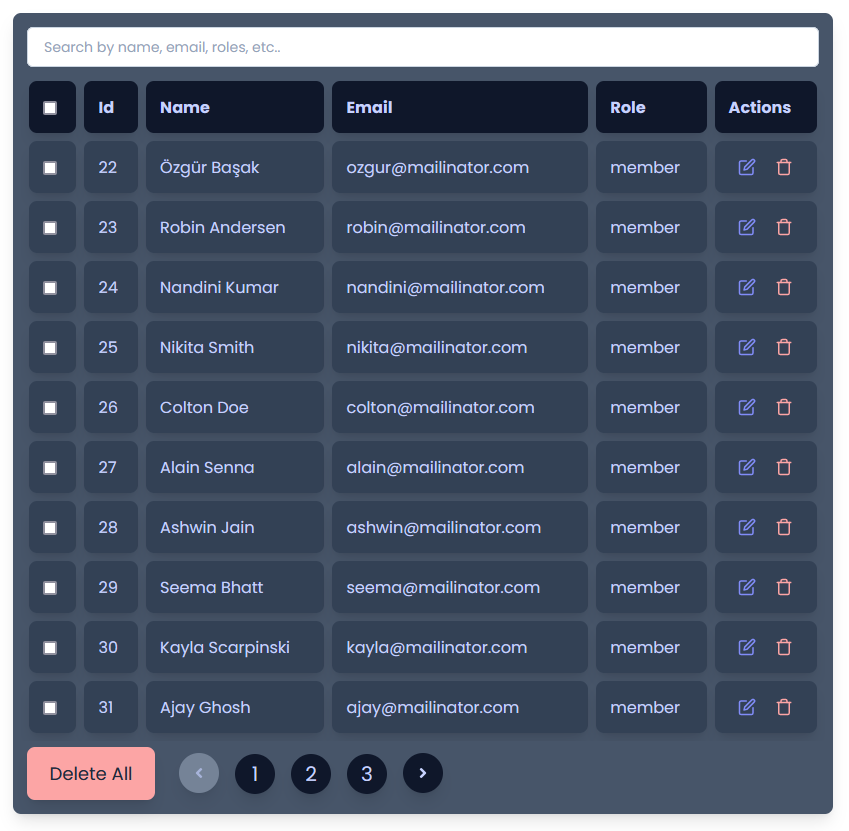 Search by name, email, roles, etc..
Id Name Email Role Actions
22 Özgür Başak ozgur@mailinator.com member
23 Robin Andersen robin@mailinator.com member
24 Nandini Kumar nandini@mailinator.com member
25 Nikita Smith nikita@mailinator.com member
26 Colton Doe colton@mailinator.com member
27 Alain Senna alain@mailinator.com member
28 Ashwin Jain ashwin@mailinator.com member
29 Seema Bhatt seema@mailinator.com member
30 Kayla Scarpinski kayla@mailinator.com member
31 Ajay Ghosh ajay@mailinator.com member
Delete All 1 2 3